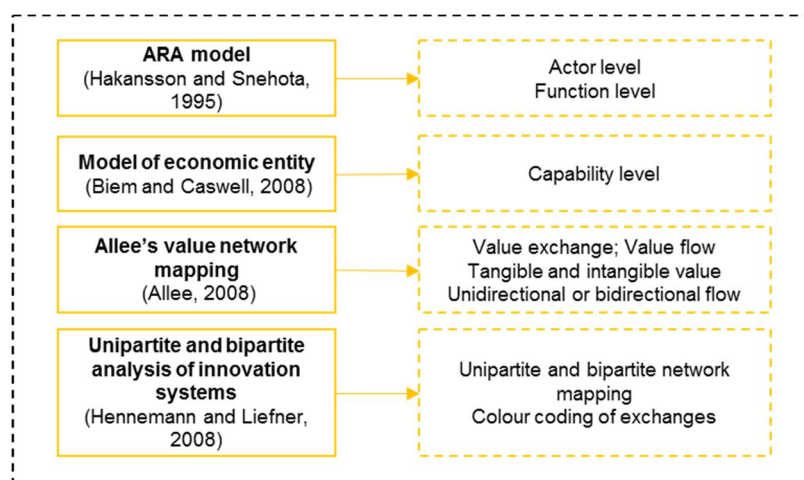 ARA model
(Hakansson and Snehota,
1995)
Actor level
Function level
Model of economic entity
(Biem and Caswell, 2008)
Capability level
Allee's value network
mapping
(Allee, 2008)
Value exchange; Value flow
Tangible and intangible value
Unidirectional or bidirectional flow
Unipartite and bipartite
analysis of innovation
systems
(Hennemann and Liefner,
2008)
Unipartite and bipartite network
mapping
Colour coding of exchanges